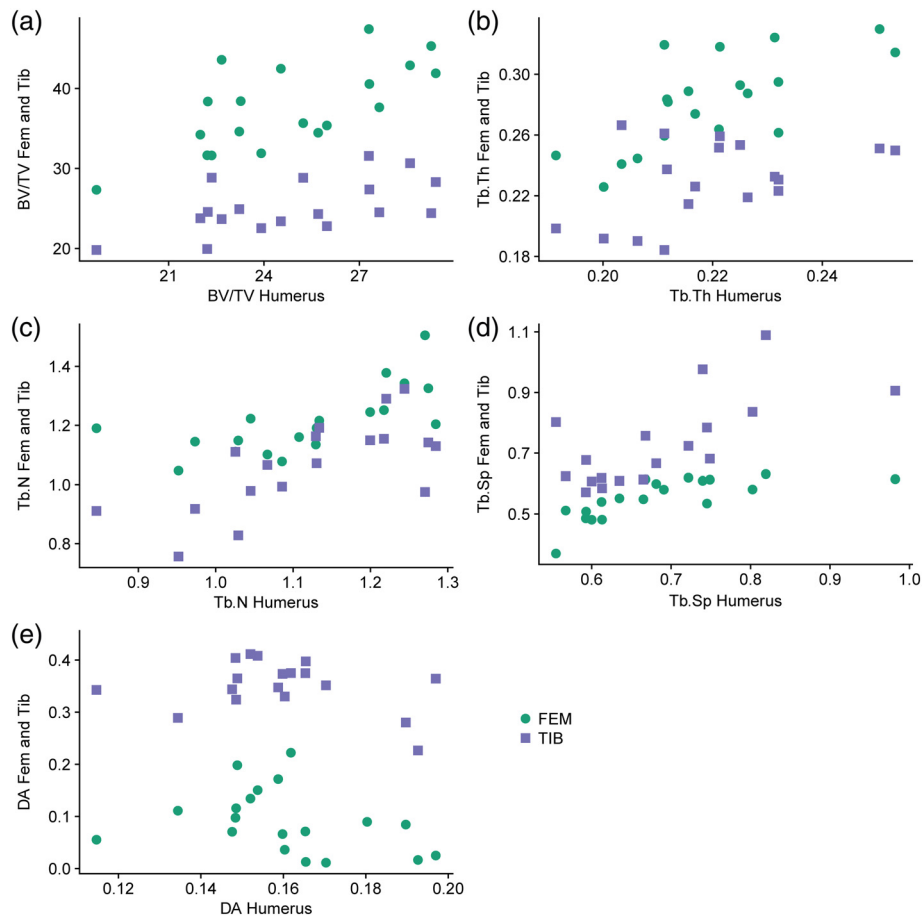 (a)
BV/TV Fem and Tib
40
30
20
21
24
27
BV/TV Humerus
(b)
Tb.Th Fem and Tib
0.30
0.26
0.22
0.18
0.20
0.22
0.24
Tb.Th Humerus
(c)
Tb.N Fem and Tib
1.4
1.2
1.0
0.8
0.9
1.0
1.1
1.2
1.3
Tb.N Humerus
(d)
Tb.Sp Fem and Tib
1.1
0.9
0.7
0.5
0.6
0.7
0.8
0.9
1.0
Tb.Sp Humerus
(e)
DA Fem and Tib
0.4
0.3
0.2
0.1
0.0
0.12
0.14
0.16
0.18
0.20
DA Humerus
FEM
TIB